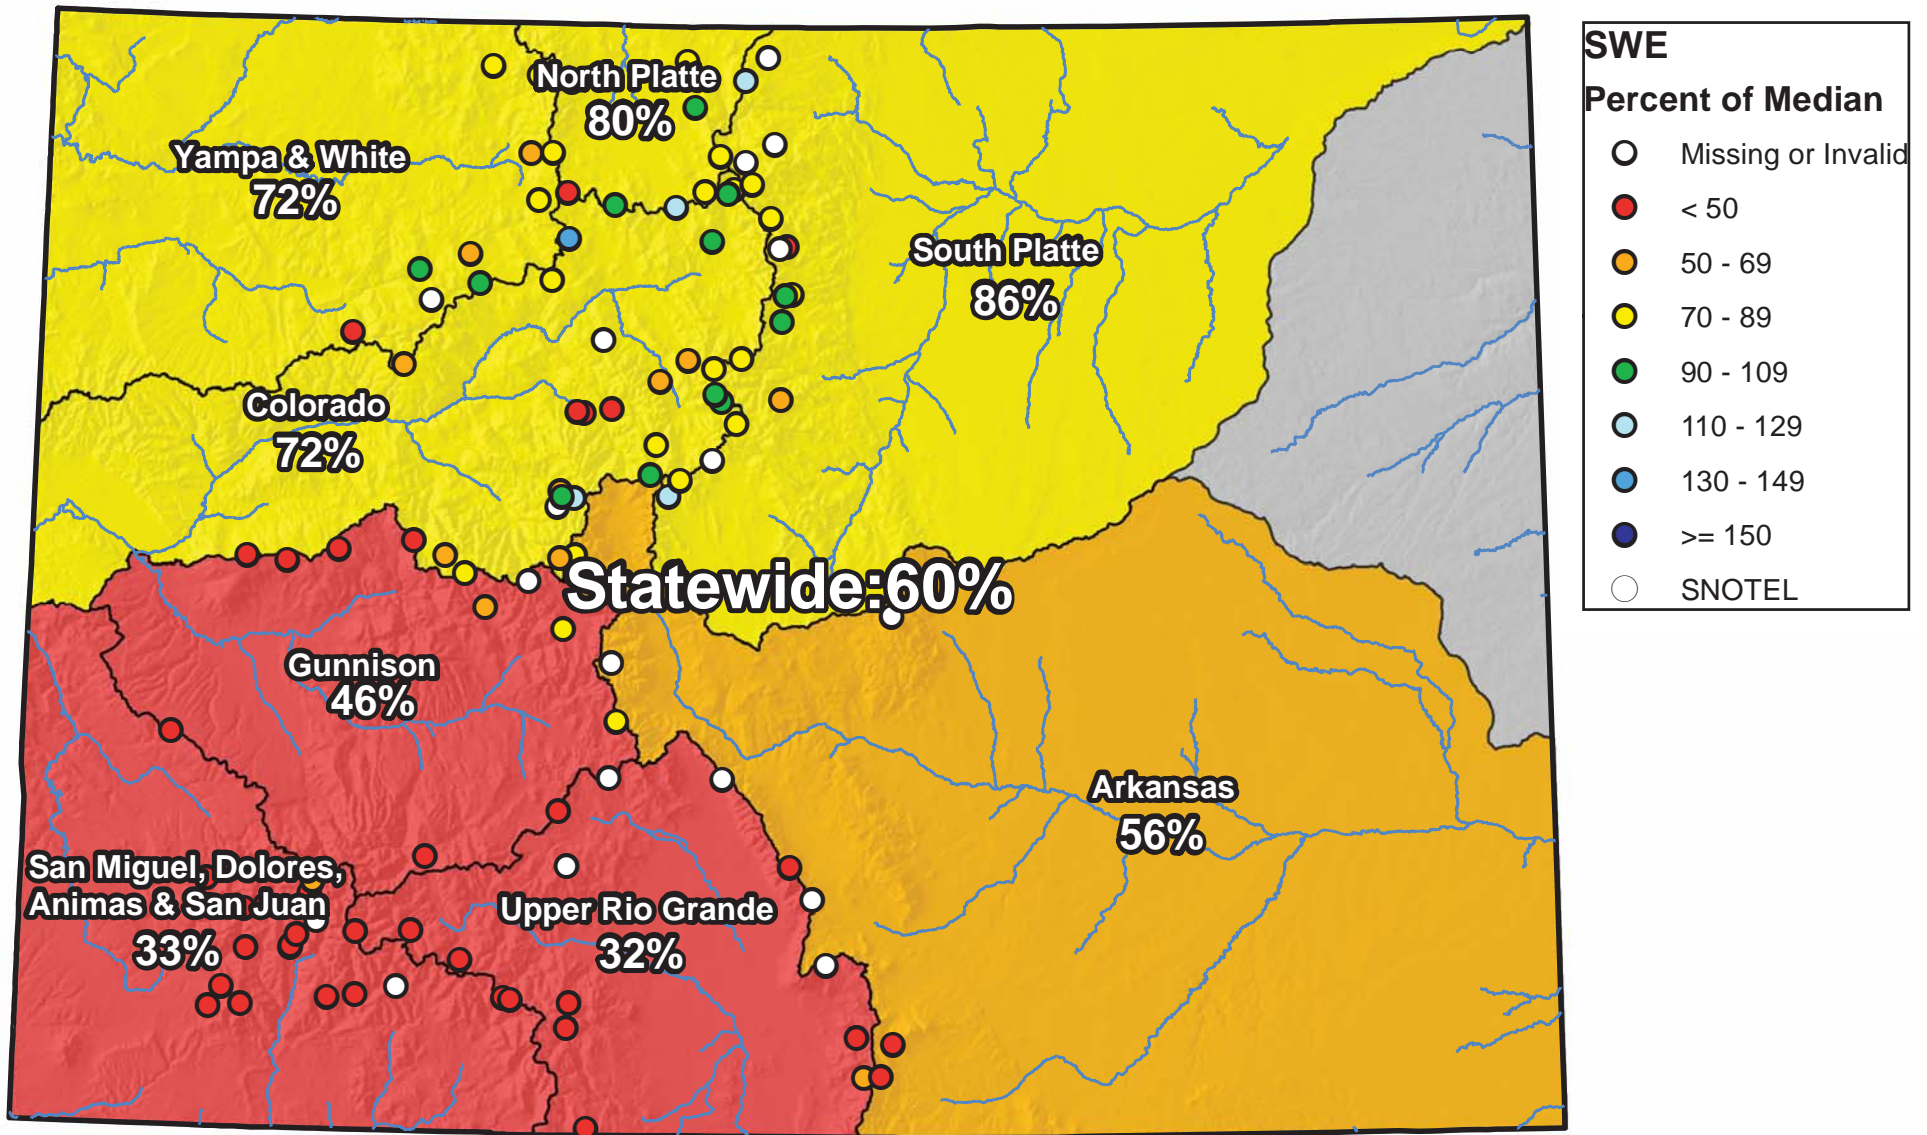 North Platte
80%
Yampa & White
72%
South Platte
86%
Colorado
72%
Statewide:60%
Gunnison
46%
Arkansas
56%
San Miguel, Dolores,
Animas & San Juan
33%
Upper Rio Grande
32%
SWE
Percent of Median
Missing or Invalid
< 50
50 - 69
70 - 89
90 - 109
110 - 129
130 - 149
>= 150
SNOTEL